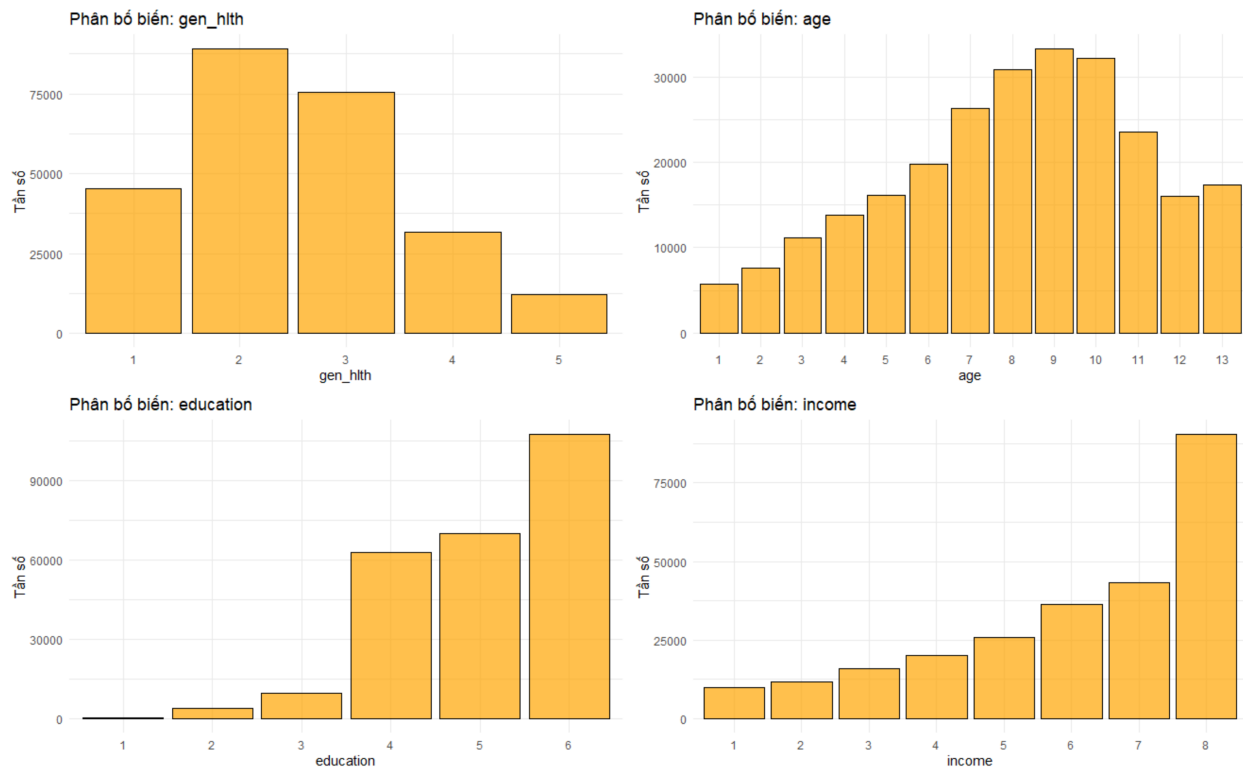 Phân bố biến: gen_hlth
Tần số
75000
50000
25000
0
1 2 3 4 5
gen_hlth
Phân bố biến: age
Tần số
30000
20000
10000
0
1 2 3 4 5 6 7 8 9 10 11 12 13
age
Phân bố biến: education
Tần số
90000
60000
30000
0
1 2 3 4 5 6
education
Phân bố biến: income
Tần số
75000
50000
25000
0
1 2 3 4 5 6 7 8
income